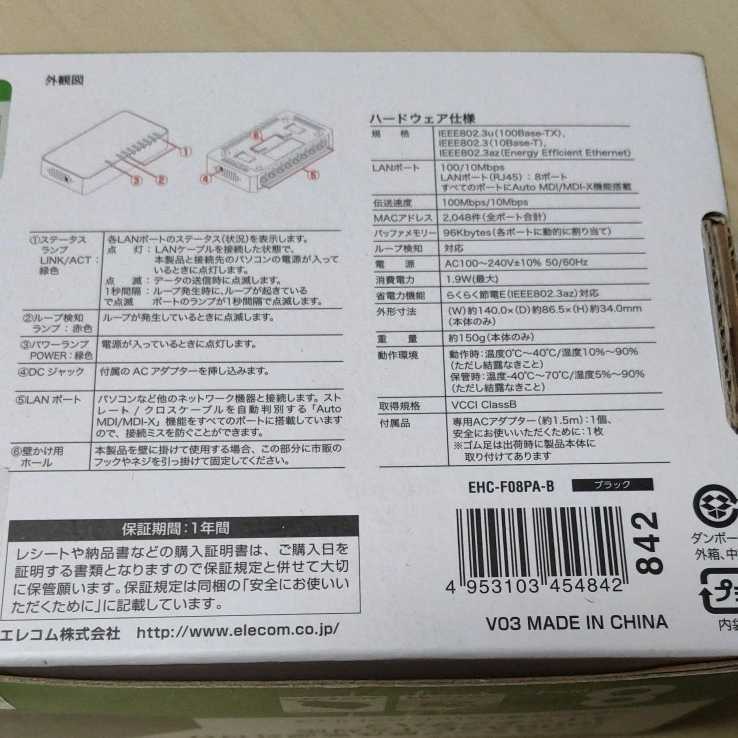 外観図
①
②
③
④
⑤
⑥
①ステータス
ランプ
LINK/ACT：
緑色
各LANポートのステータス(状況)を表示します。
点　灯：LANケーブルを接続した状態で、
本製品と接続先のパソコンの電源が入って
いるときに点灯します。
点　滅：データの送信時に点滅します。
1秒間隔：ループ発生時に、ループが起きている
で点滅　ポートのランプが1秒間隔で点滅します。
②ループ検知
ランプ：赤色
ループが発生しているときに点滅します。
③パワーランプ
POWER：緑色
電源が入っているときに点灯します。
④DCジャック
付属のACアダプターを押し込みます。
⑤LANポート
パソコンなど他のネットワーク機器と接続します。スト
レート/クロスケーブルを自動判別する「Auto
MDI/MDI-X」機能をすべてのポートに搭載しています
ので、接続ミスを防ぐことができます。
⑥壁かけ用
ホール
本製品を壁に掛けて使用する場合、この部分に市販の
フックやネジを引っ掛けて固定してください。
保証期間：1年間
レシートや納品書などの購入証明書は、ご購入日を
証明する書類となりますので保証規定と併せて大切
に保管願います。保証規定は同梱の「安全にお使いい
ただくために」に記載しています。
エレコム株式会社　http://www.elecom.co.jp/
ハードウェア仕様
規　格
IEEE802.3u(100Base-TX)、
IEEE802.3(10Base-T)、
IEEE802.3az(Energy Efficient Ethernet)
LANポート
100/10Mbps
LANポート(RJ45)：8ポート
すべてのポートにAuto MDI/MDI-X機能搭載
伝送速度
100Mbps/10Mbps
MACアドレス
2,048件(全ポート合計)
バッファメモリー
96Kbytes(各ポートに動的に割り当て)
ループ検知
対応
電　源
AC100～240V±10% 50/60Hz
消費電力
1.9W(最大)
省電力機能
らくらく節電E(IEEE802.3az)対応
外形寸法
(W)約140.0×(D)約86.5×(H)約34.0mm
(本体のみ)
重　量
約150g(本体のみ)
動作環境
動作時：温度0℃～40℃/湿度10%～90%
(ただし結露なきこと)
保管時：温度-40℃～70℃/湿度5%～90%
(ただし結露なきこと)
取得規格
VCCI ClassB
付属品
専用ACアダプター(約1.5m)：1個、
安全にお使いいただくために：1枚
※ゴム足は出荷時に製品本体に
取り付けてあります
EHC-F08PA-B　ブラック
4 953103 454842
842
V03 MADE IN CHINA
ダンボー
外箱、中
プ
内袋